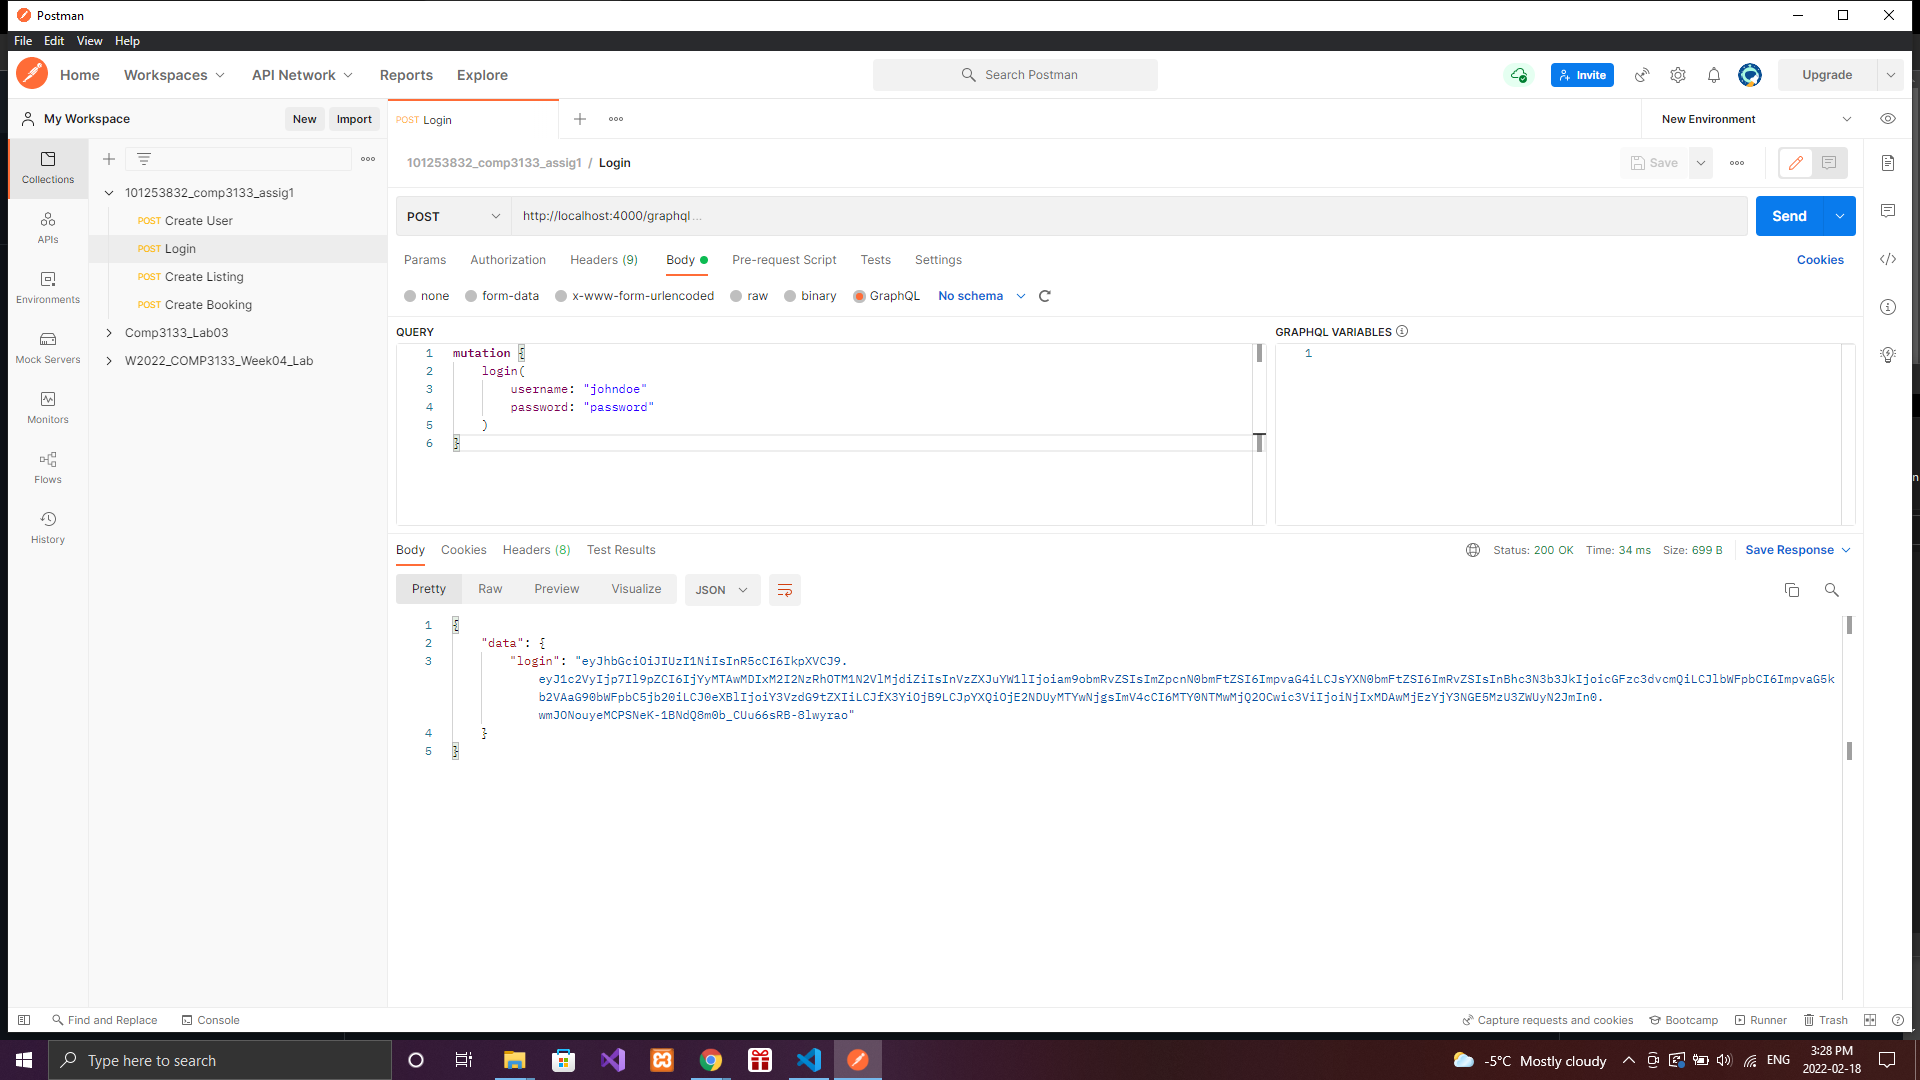 Postman
File Edit View Help
Home Workspaces API Network Reports Explore
Search Postman
Invite
Upgrade
My Workspace
New Import
POST Login
New Environment
Collections
APIs
Environments
Mock Servers
Monitors
Flows
History
101253832_comp3133_assig1
POST Create User
POST Login
POST Create Listing
POST Create Booking
Comp3133_Lab03
W2022_COMP3133_Week04_Lab
101253832_comp3133_assig1 / Login
Save
POST http://localhost:4000/graphql...
Send
Params Authorization Headers (9) Body Pre-request Script Tests Settings Cookies
none form-data x-www-form-urlencoded raw binary GraphQL No schema
QUERY
1 mutation {
2 login(
3 username: "johndoe"
4 password: "password"
5 )
6 }
GRAPHQL VARIABLES
1
Body Cookies Headers (8) Test Results
Status: 200 OK Time: 34 ms Size: 699 B Save Response
Pretty Raw Preview Visualize JSON
1 {
2 "data": {
3 "login": "eyJhbGciOiJIUzI1NiIsInR5cCI6IkpXVCJ9.
eyJ1c2VyIjp7Il9pZCI6IjYyMTAwMDIxM2I2NzRhOTM1N2VlMjdiZiIsInVzZXJuYW1lIjoiam9obmRvZSIsImZpcnN0bmFtZSI6ImpvaG4iLCJsYXN0bmFtZSI6ImRvZSIsInBhc3N3b3JkIjoicGFzc3dvcmQiLCJlbWFpbCI6ImpvaG5k
b2VAaG90bWFpbC5jb20iLCJ0eXBlIjoiY3VzdG9tZXIiLCJfX3YiOjB9LCJpYXQiOjE2NDUyMTYwNjgsImV4cCI6MTY0NTMwMjQ2OCwic3ViIjoiNjIxMDAwMjEzYjY3NGE5MzU3ZWUyN2JmIn0.
wmJONouyeMCPSNeK-1BNdQ8m0b_CUu66sRB-8lwyrao"
4 }
5 }
Find and Replace Console
Capture requests and cookies Bootcamp Runner Trash
Type here to search
-5°C Mostly cloudy
ENG
3:28 PM
2022-02-18